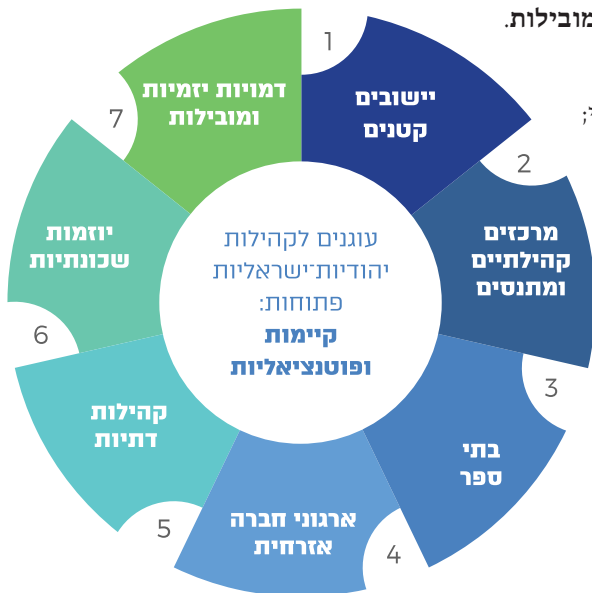 מובילות.
;
1
יישובים
קטנים
2
מרכזים
קהילתיים
ומתנסים
3
בתי
ספר
4
ארגוני חברה
אזרחית
5
קהילות
דתיות
6
יוזמות
שכונתיות
7
דמויות יזמיות
ומובילות
עוגנים לקהילות
יהודיות־ישראליות
פתוחות:
קיימות
ופוטנציאליות